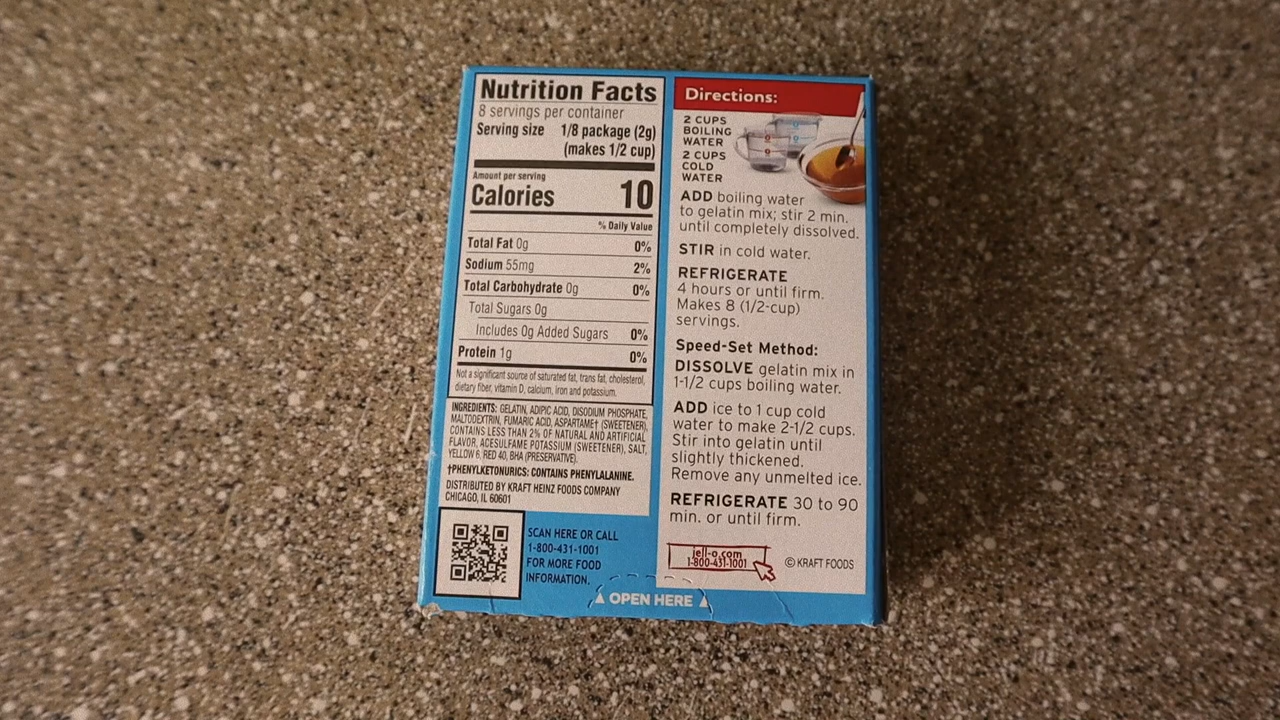 Nutrition Facts
8 servings per container
Serving size 1/8 package (2g)
(makes 1/2 cup)
Amount per serving
Calories 10
% Daily Value
Total Fat 0g 0%
Sodium 55mg 2%
Total Carbohydrate 0g 0%
Total Sugars 0g
Includes 0g Added Sugars 0%
Protein 1g 0%
Not a significant source of saturated fat, trans fat, cholesterol,
dietary fiber, vitamin D, calcium, iron and potassium.
INGREDIENTS: GELATIN, ADIPIC ACID, DISODIUM PHOSPHATE,
MALTODEXTRIN, FUMARIC ACID, ASPARTAME† (SWEETENER),
CONTAINS LESS THAN 2% OF NATURAL AND ARTIFICIAL
FLAVOR, ACESULFAME POTASSIUM (SWEETENER), SALT,
YELLOW 6, RED 40, BHA (PRESERVATIVE).
†PHENYLKETONURICS: CONTAINS PHENYLALANINE.
DISTRIBUTED BY KRAFT HEINZ FOODS COMPANY
CHICAGO, IL 60601
SCAN HERE OR CALL
1-800-431-1001
FOR MORE FOOD
INFORMATION.
Directions:
2 CUPS
BOILING
WATER
2 CUPS
COLD
WATER
ADD boiling water
to gelatin mix; stir 2 min.
until completely dissolved.
STIR in cold water.
REFRIGERATE
4 hours or until firm.
Makes 8 (1/2-cup)
servings.
Speed-Set Method:
DISSOLVE gelatin mix in
1-1/2 cups boiling water.
ADD ice to 1 cup cold
water to make 2-1/2 cups.
Stir into gelatin until
slightly thickened.
Remove any unmelted ice.
REFRIGERATE 30 to 90
min. or until firm.
jell-o.com
1-800-431-1001
© KRAFT FOODS
OPEN HERE